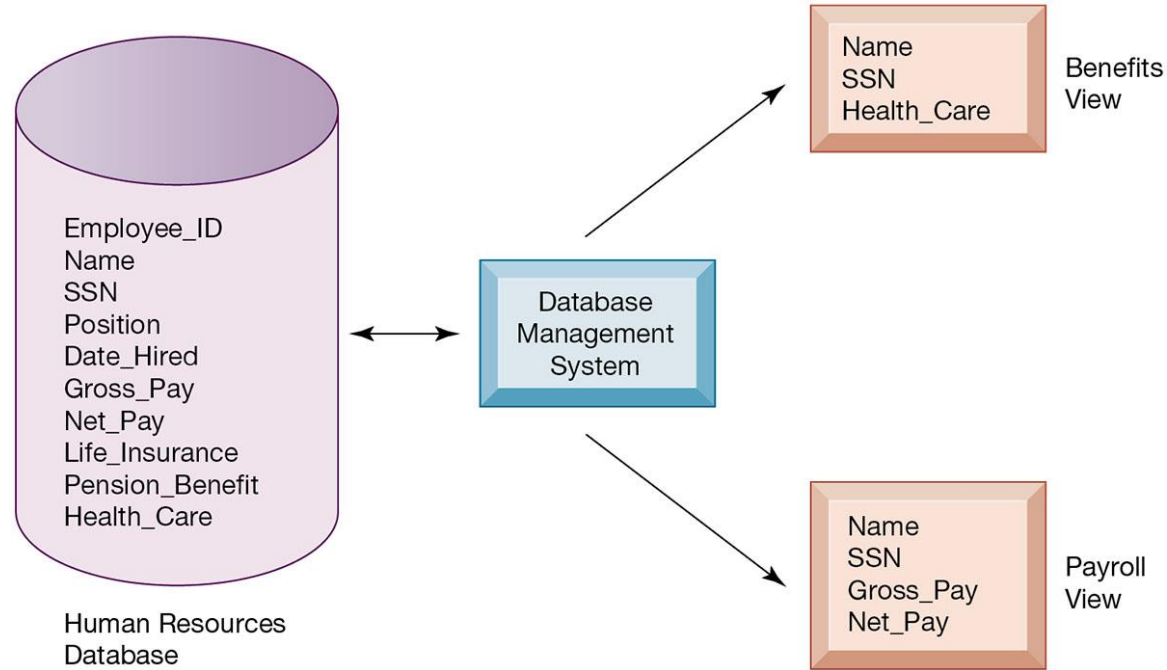 Employee_ID
Name
SSN
Position
Date_Hired
Gross_Pay
Net_Pay
Life_Insurance
Pension_Benefit
Health_Care
Human Resources
Database
Database
Management
System
Name
SSN
Health_Care
Benefits
View
Name
SSN
Gross_Pay
Net_Pay
Payroll
View